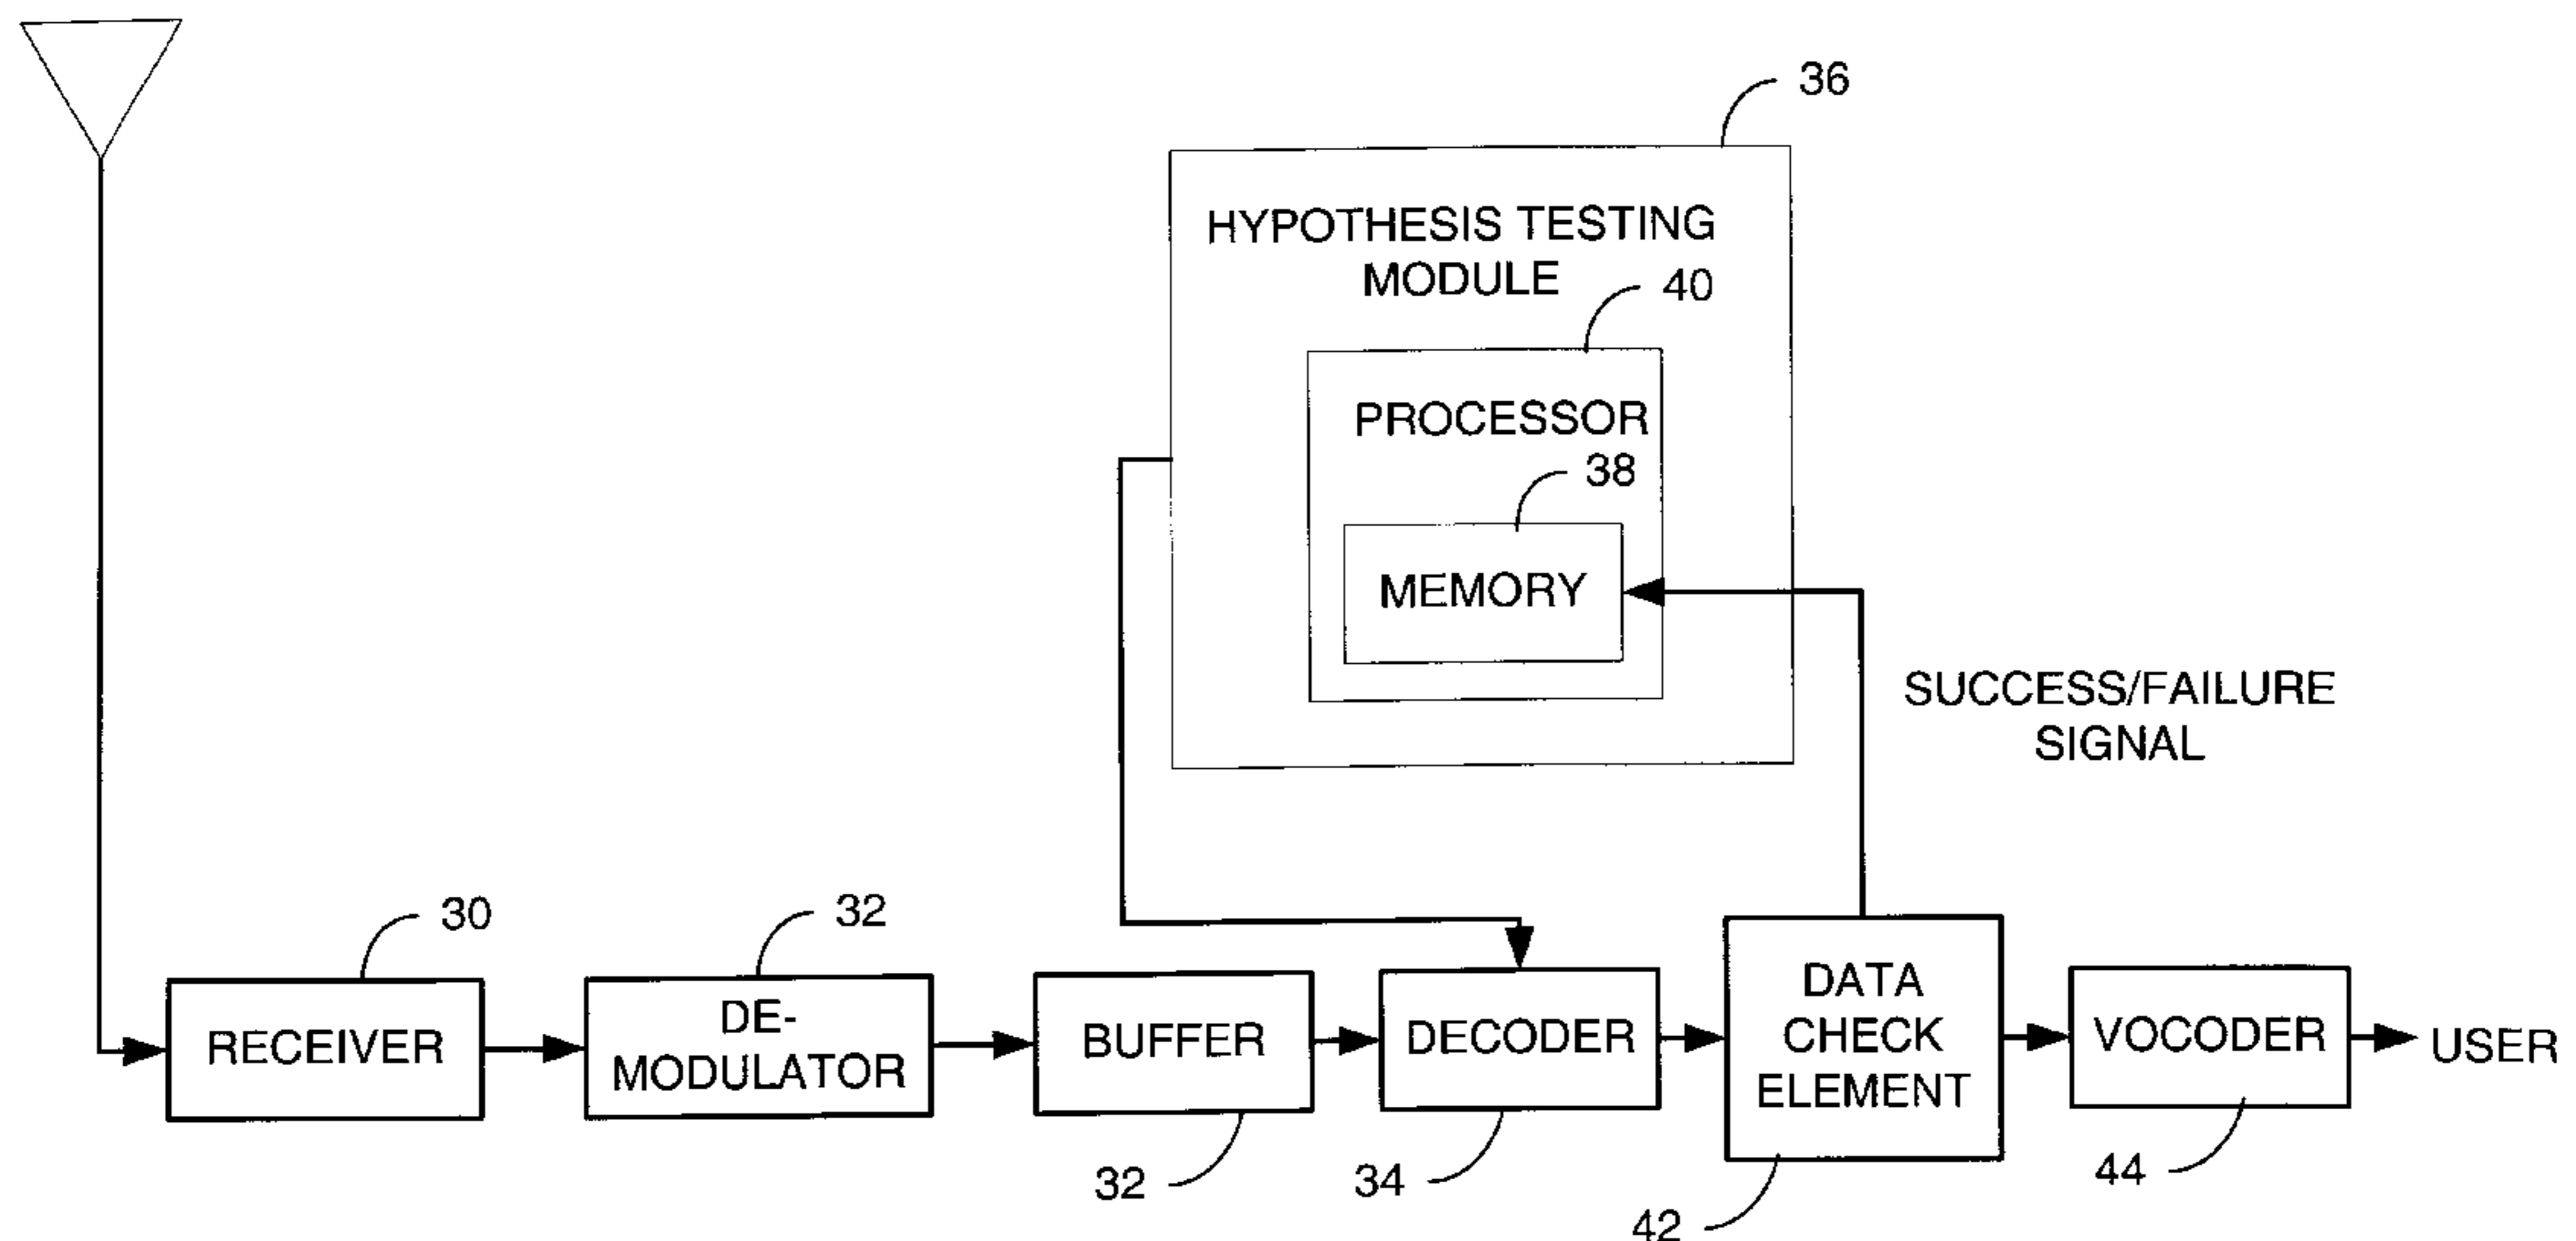 36
HYPOTHESIS TESTING
MODULE
40
PROCESSOR
38
MEMORY
SUCCESS/FAILURE
SIGNAL
30
32
RECEIVER
DE-
MODULATOR
BUFFER
DECODER
DATA
CHECK
ELEMENT
VOCODER
USER
32
34
42
44